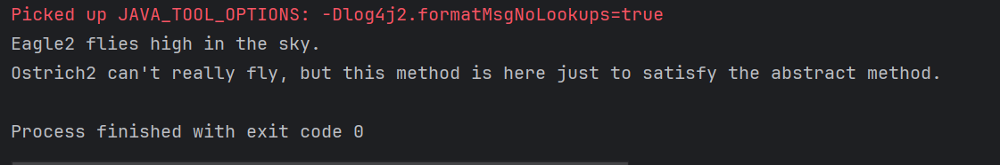 Picked up JAVA_TOOL_OPTIONS: -Dlog4j2.formatMsgNoLookups=true
Eagle2 flies high in the sky.
Ostrich2 can't really fly, but this method is here just to satisfy the abstract method.
Process finished with exit code 0